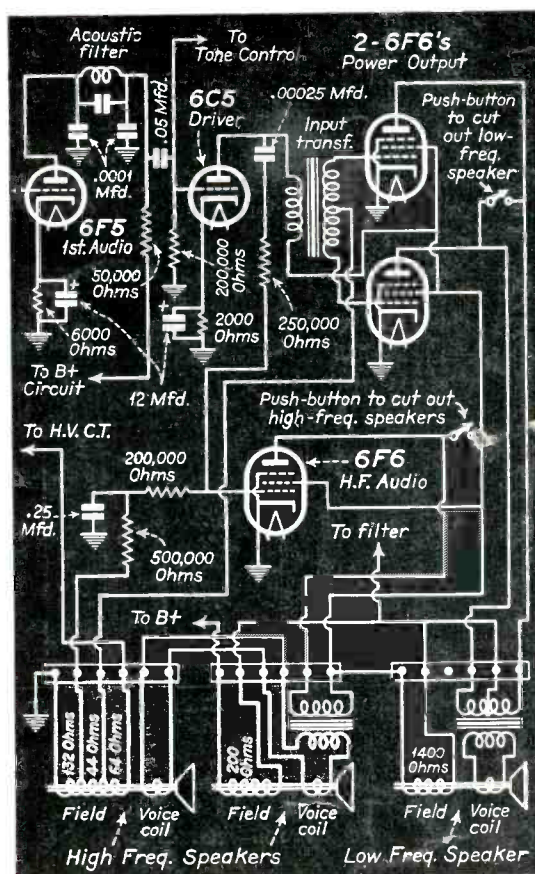 Acoustic
filter
To
Tone Control
2-6F6's
Power Output
.05 Mfd.
6C5
Driver
.00025 Mfd.
Input
transf.
Push-button
to cut
out low-
freq.
speaker
.0001
Mfd.
6F5
1st. Audio
50,000
Ohms
200,000
Ohms
6000
Ohms
2000
Ohms
250,000
Ohms
To B+
Circuit
12 Mfd.
Push-button to cut out
high-freq. speakers
To H.V. C.T.
200,000
Ohms
6F6
H.F. Audio
.25
Mfd.
500,000
Ohms
To filter
To B+
132 Ohms
44 Ohms
64 Ohms
200
Ohms
1400
Ohms
Field
Voice
coil
Field
Voice
coil
Field
Voice
coil
High Freq. Speakers
Low Freq. Speaker